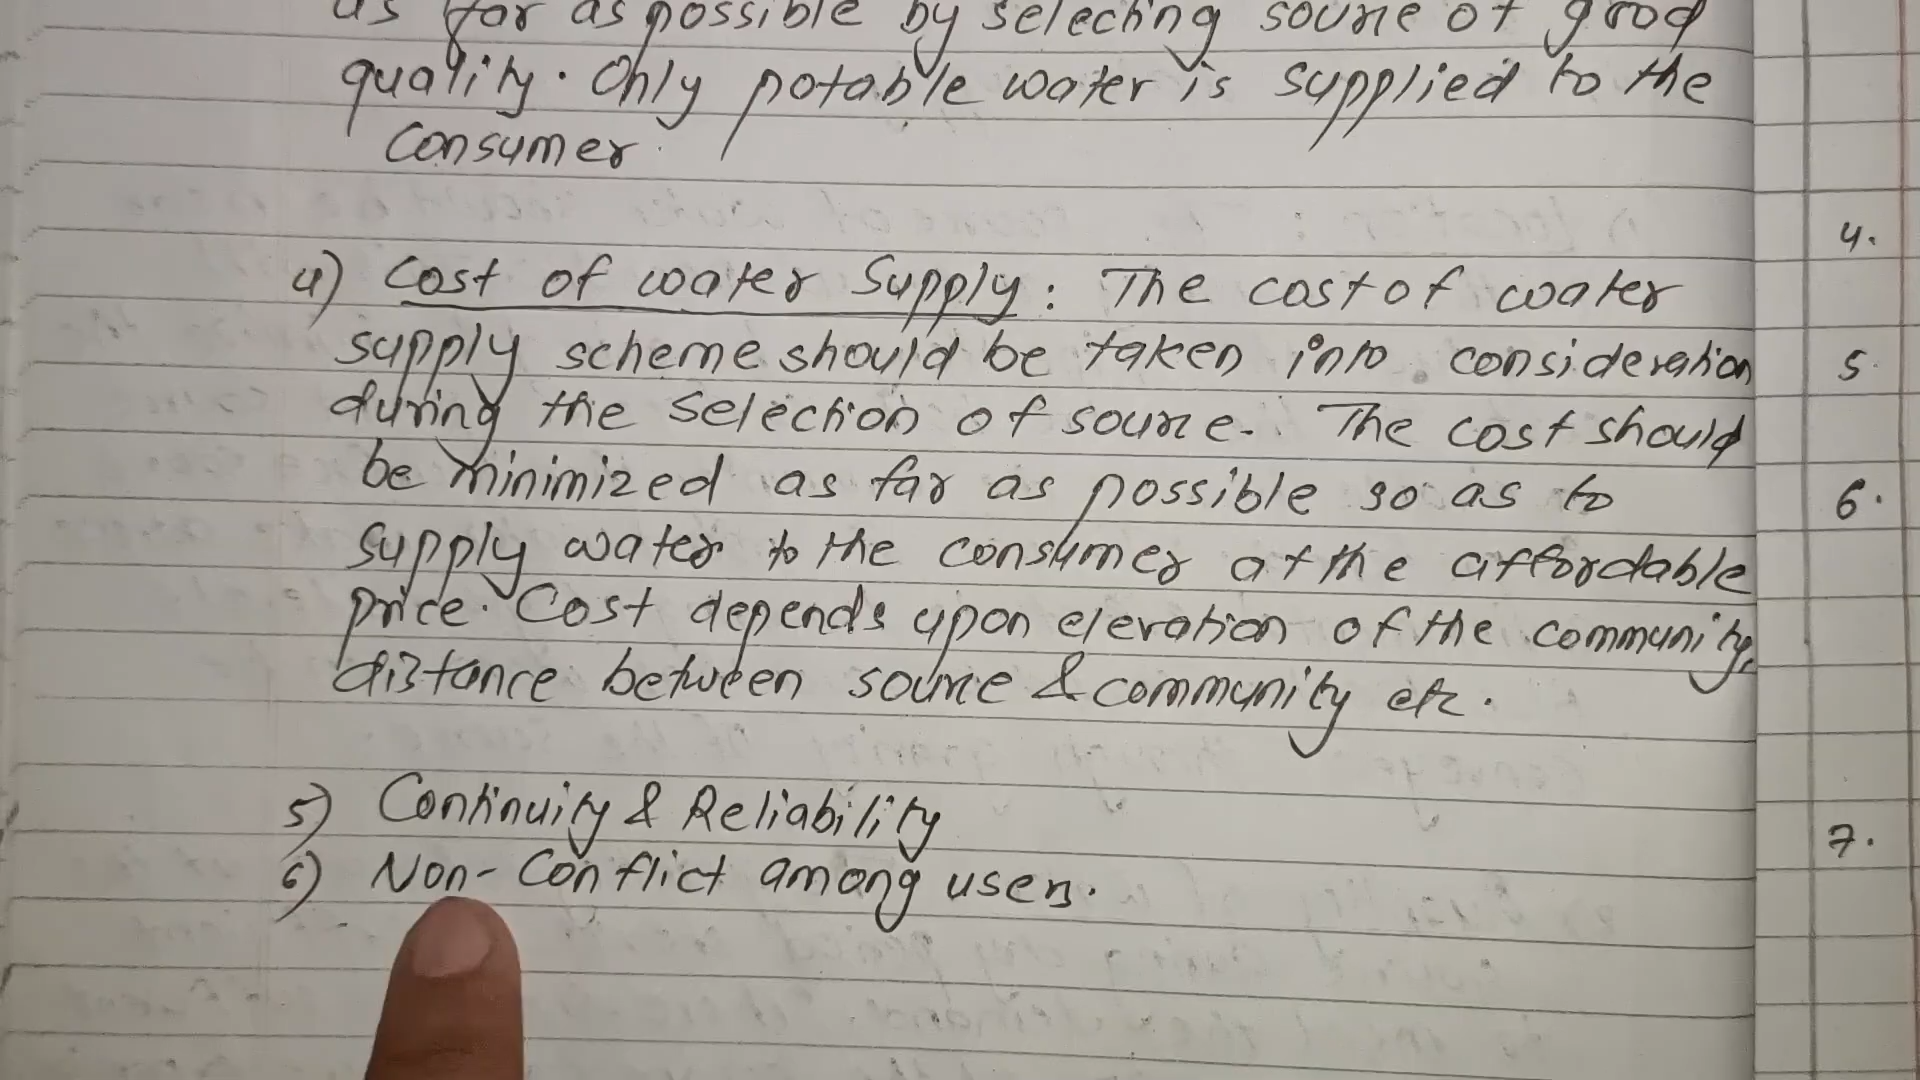 as far as possible by selecting source of good
quality. Only potable water is supplied to the
consumer
4) Cost of water Supply: The cost of water
supply scheme should be taken into consideration
during the selection of source. The cost should
be minimized as far as possible so as to
supply water to the consumer at the affordable
price. Cost depends upon elevation of the community,
distance between source & community etc.
5) Continuity & Reliability
6) Non-Conflict among users.
4.
5.
6.
7.